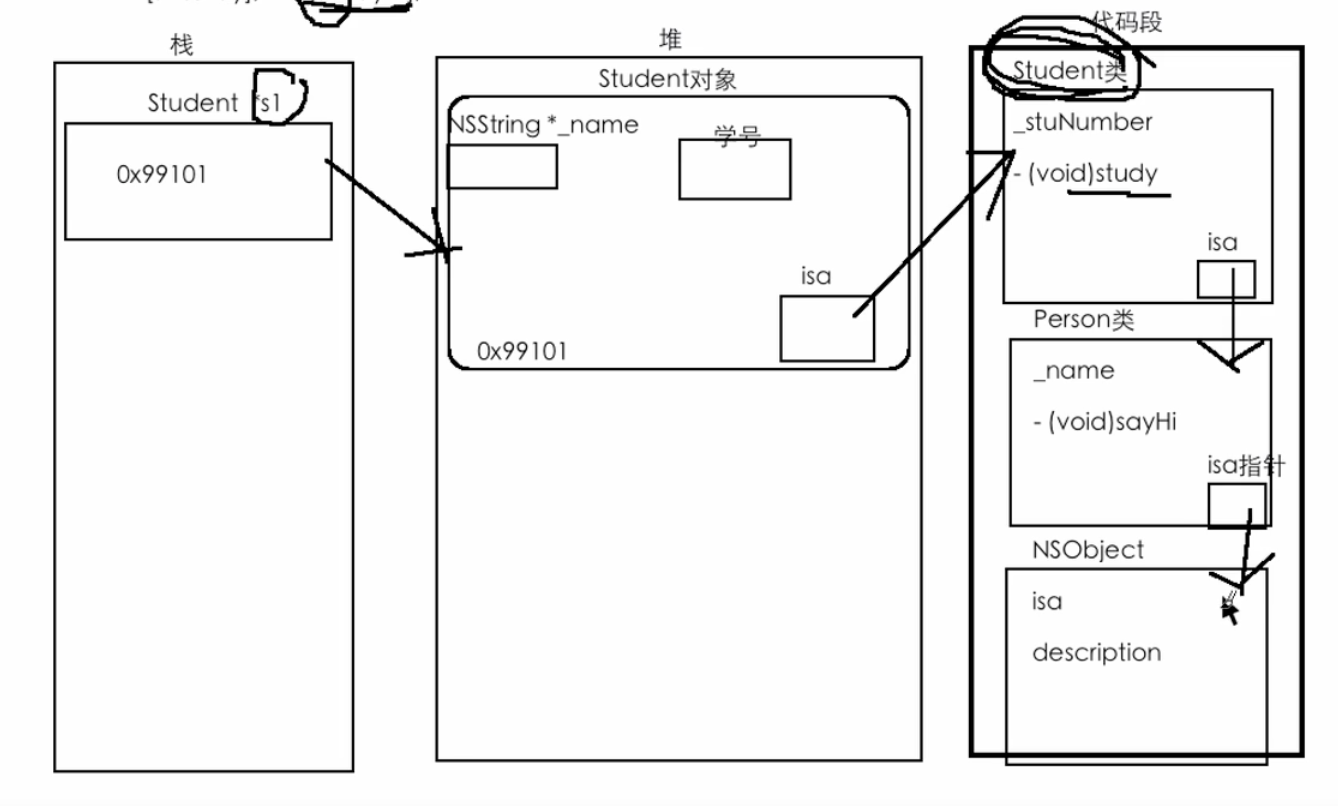 栈
Student *s1
0x99101
堆
Student对象
NSString *_name
学号
isa
0x99101
代码段
Student类
_stuNumber
- (void)study
isa
Person类
_name
- (void)sayHi
isa指针
NSObject
isa
description